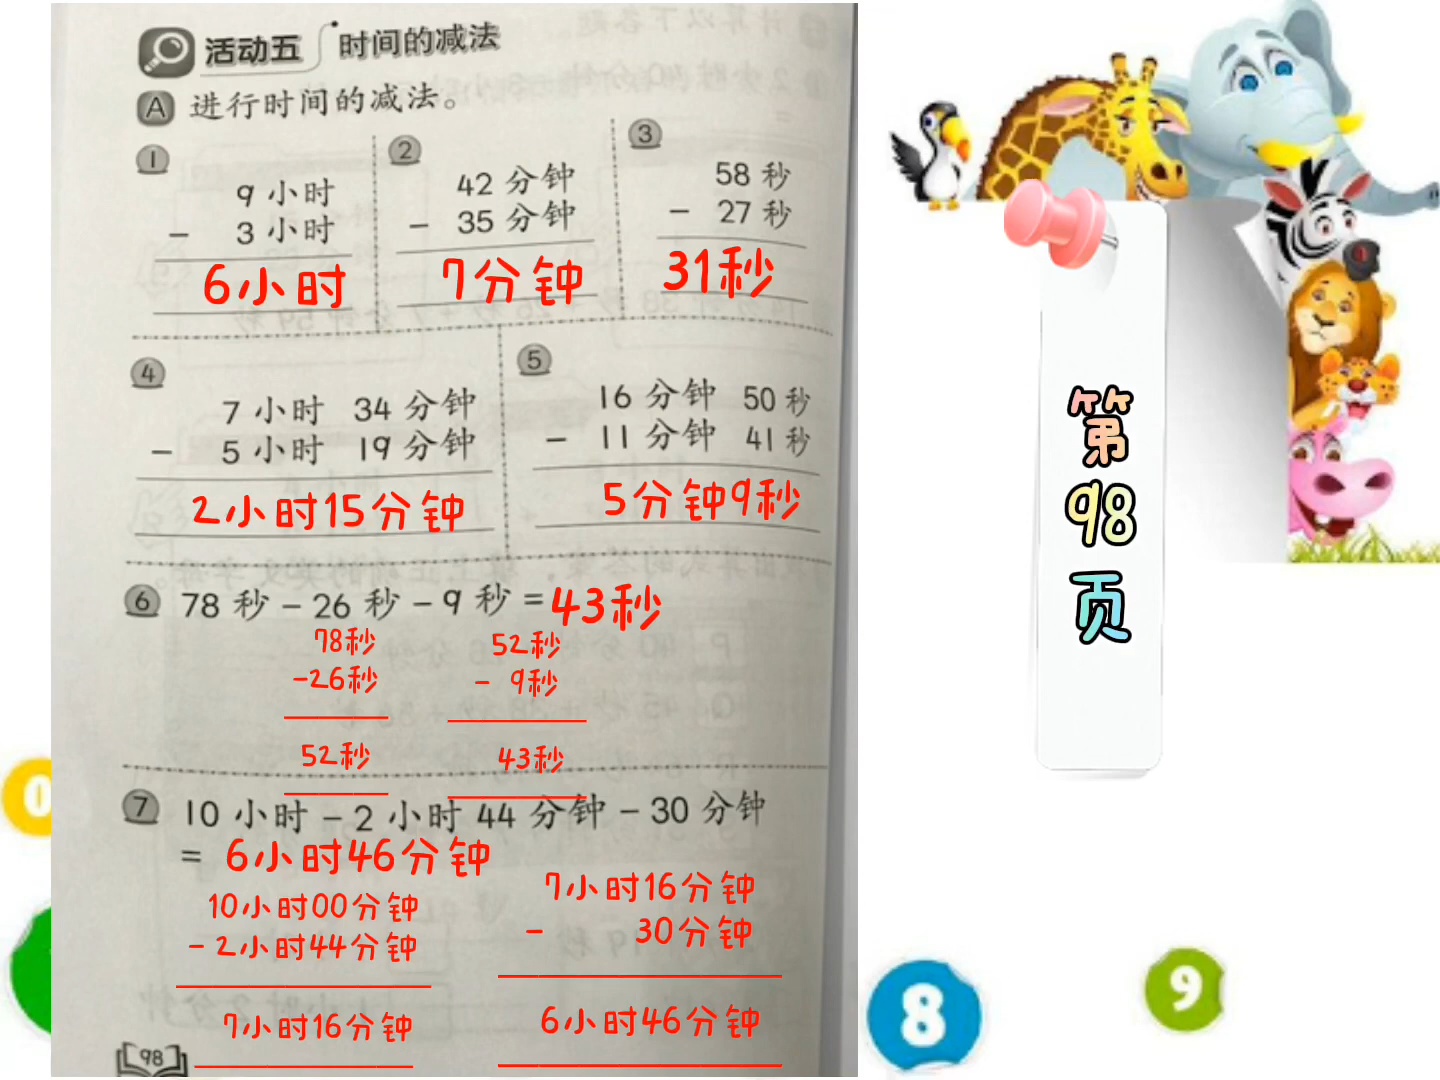 活动五 时间的减法
A 进行时间的减法。
1
9 小时
- 3 小时
6小时
2
42 分钟
- 35 分钟
7分钟
3
58 秒
- 27 秒
31秒
4
7 小时 34 分钟
- 5 小时 19 分钟
2小时15分钟
5
16 分钟 50 秒
- 11 分钟 41 秒
5分钟9秒
6 78 秒 - 26 秒 - 9 秒 = 43秒
78秒
-26秒
52秒
52秒
- 9秒
43秒
7 10 小时 - 2 小时 44 分钟 - 30 分钟
= 6小时46分钟
10小时00分钟
- 2小时44分钟
7小时16分钟
7小时16分钟
- 30分钟
6小时46分钟
98
第
98
页
0
8
9